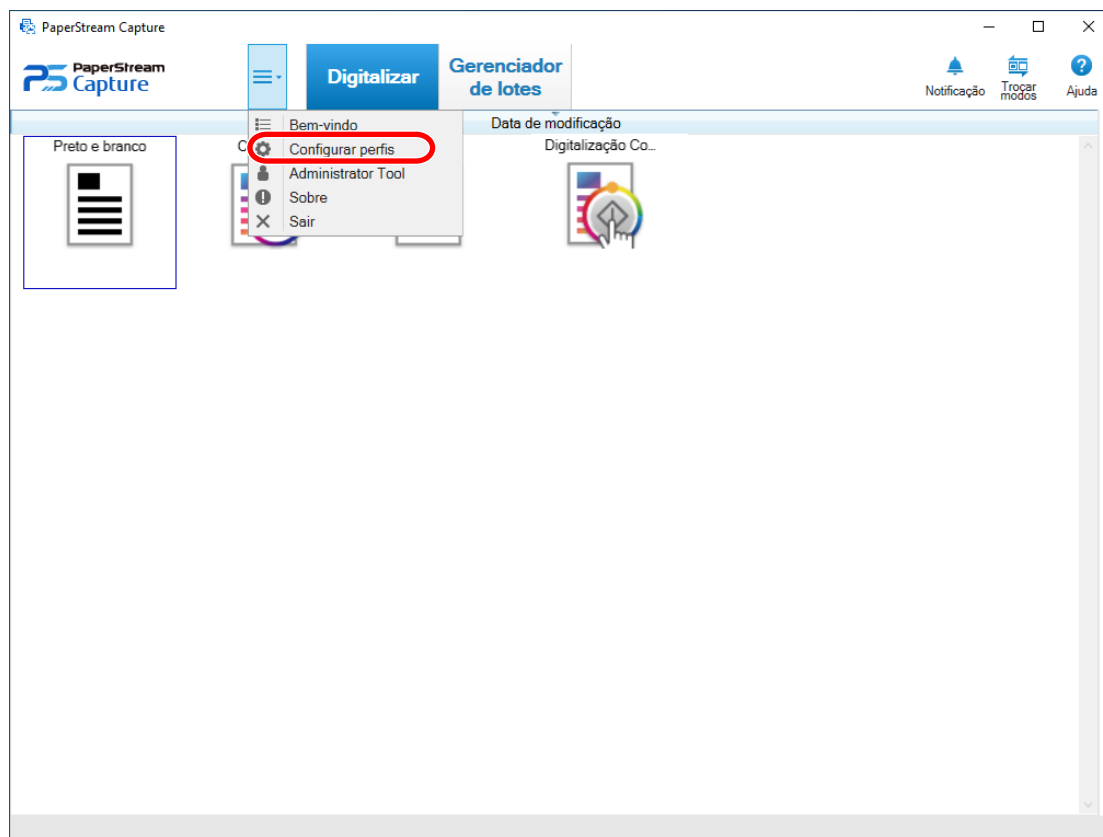 PaperStream Capture
PaperStream
Capture
Digitalizar
Gerenciador
de lotes
Notificação
Trocar
modos
Ajuda
Data de modificação
Bem-vindo
Configurar perfis
Administrator Tool
Sobre
Sair
Preto e branco
Digitalização Co...